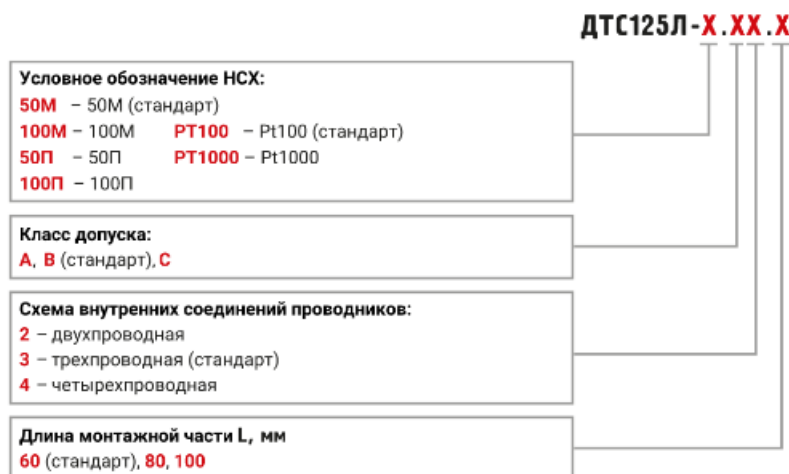 ДТС125Л-Х.ХХ.Х
Условное обозначение НСХ:
50М – 50М (стандарт)
100М – 100М РТ100 – Pt100 (стандарт)
50П – 50П РТ1000 – Pt1000
100П – 100П
Класс допуска:
А, В (стандарт), С
Схема внутренних соединений проводников:
2 – двухпроводная
3 – трехпроводная (стандарт)
4 – четырехпроводная
Длина монтажной части L, мм
60 (стандарт), 80, 100